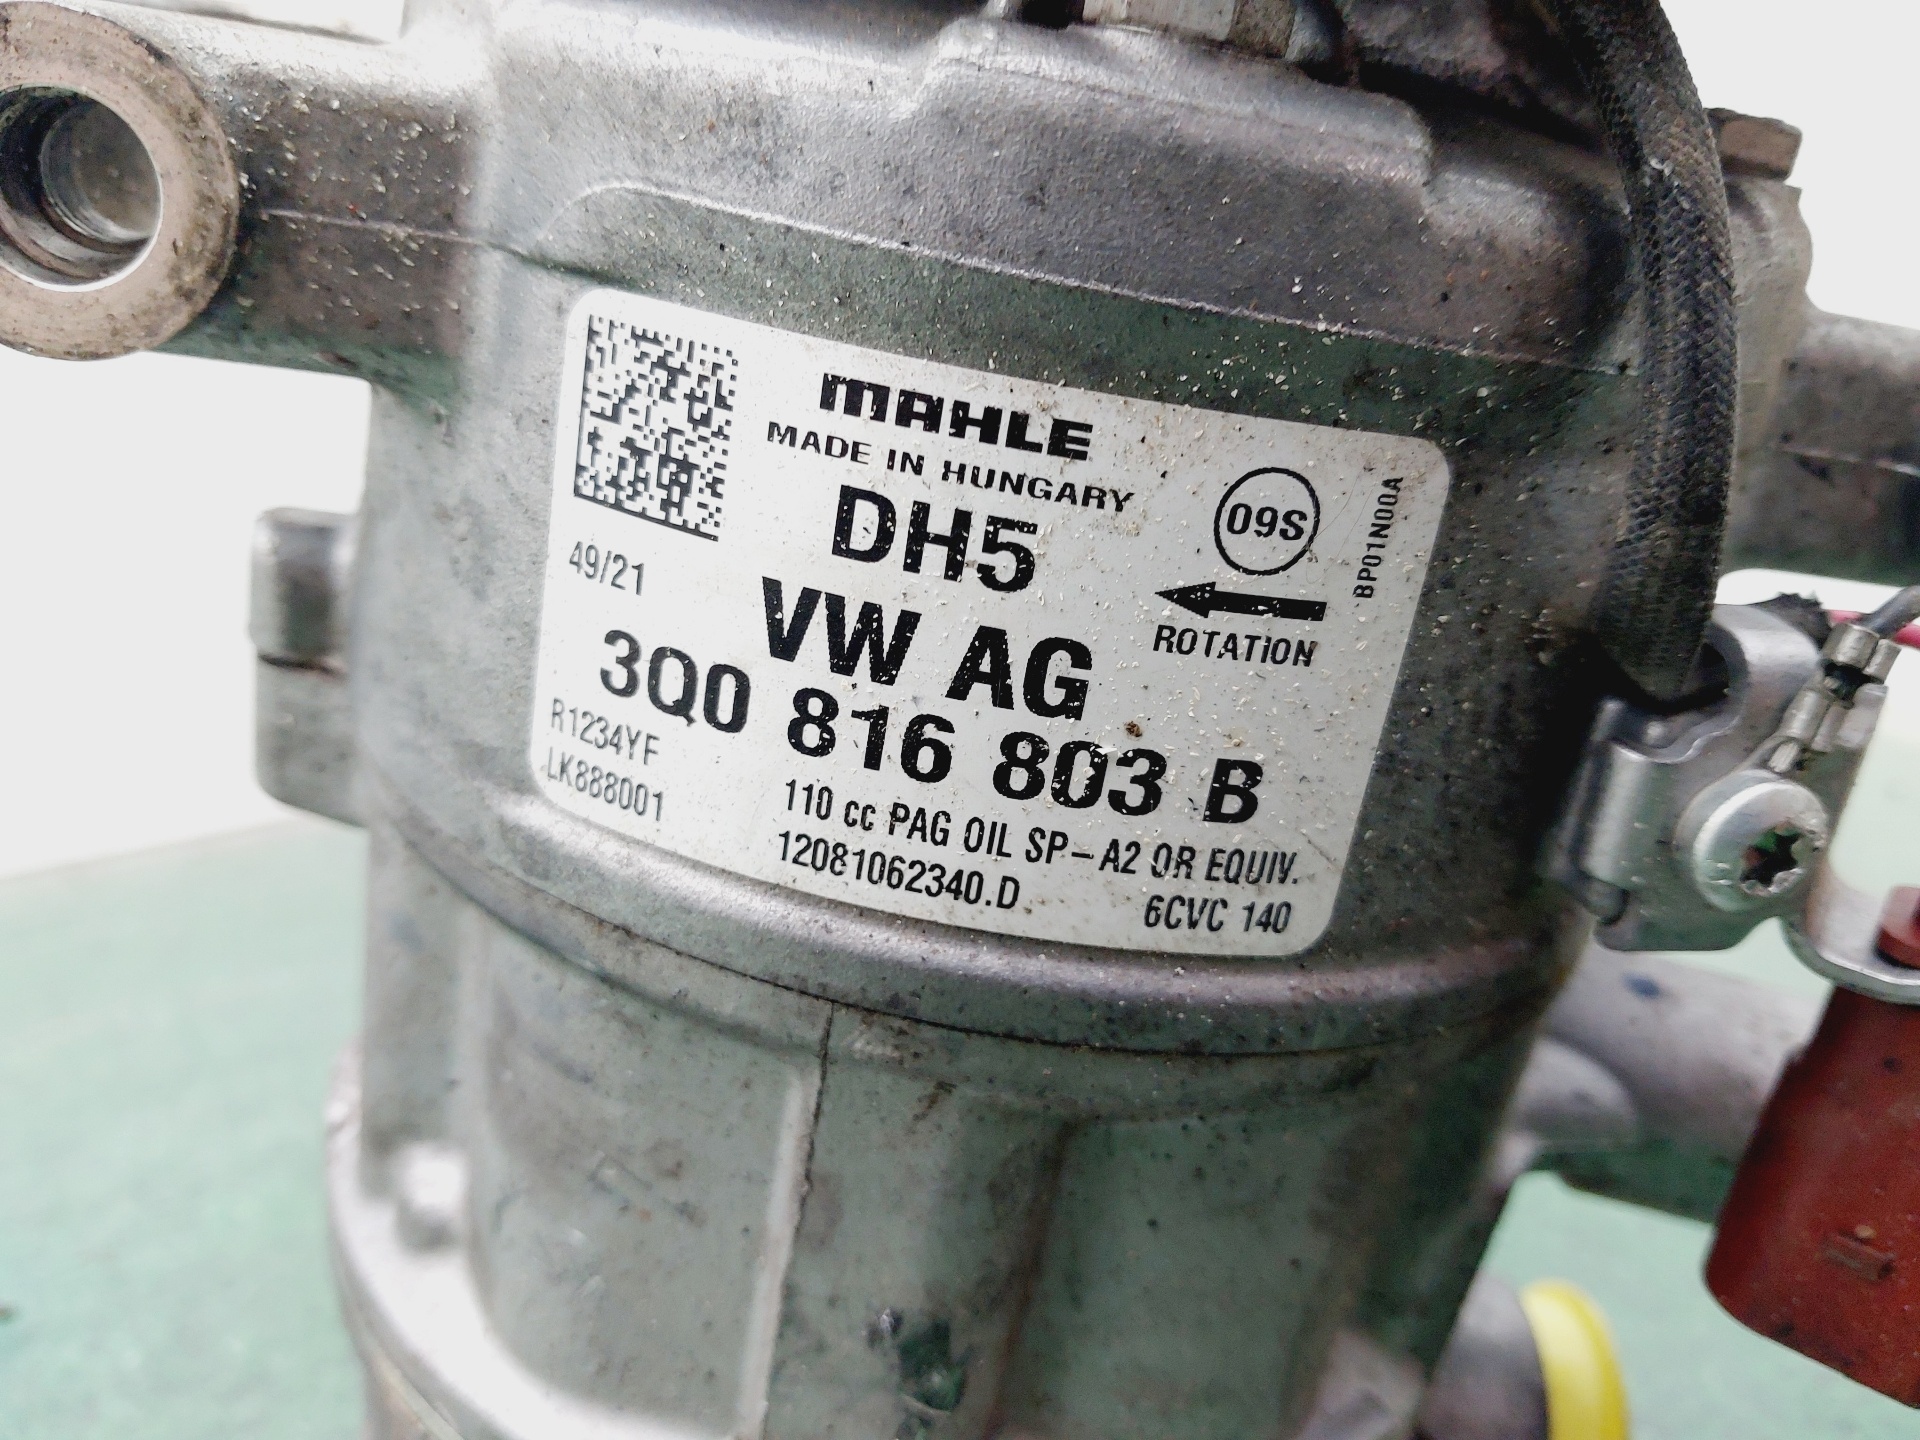 MAHLE
MADE IN HUNGARY
DH5
09S
BP01N00A
49/21
VW AG
ROTATION
3Q0 816 803 B
R1234YF
LK888001
110 cc PAG OIL SP-A2 OR EQUIV.
12081062340.D
6CVC 140